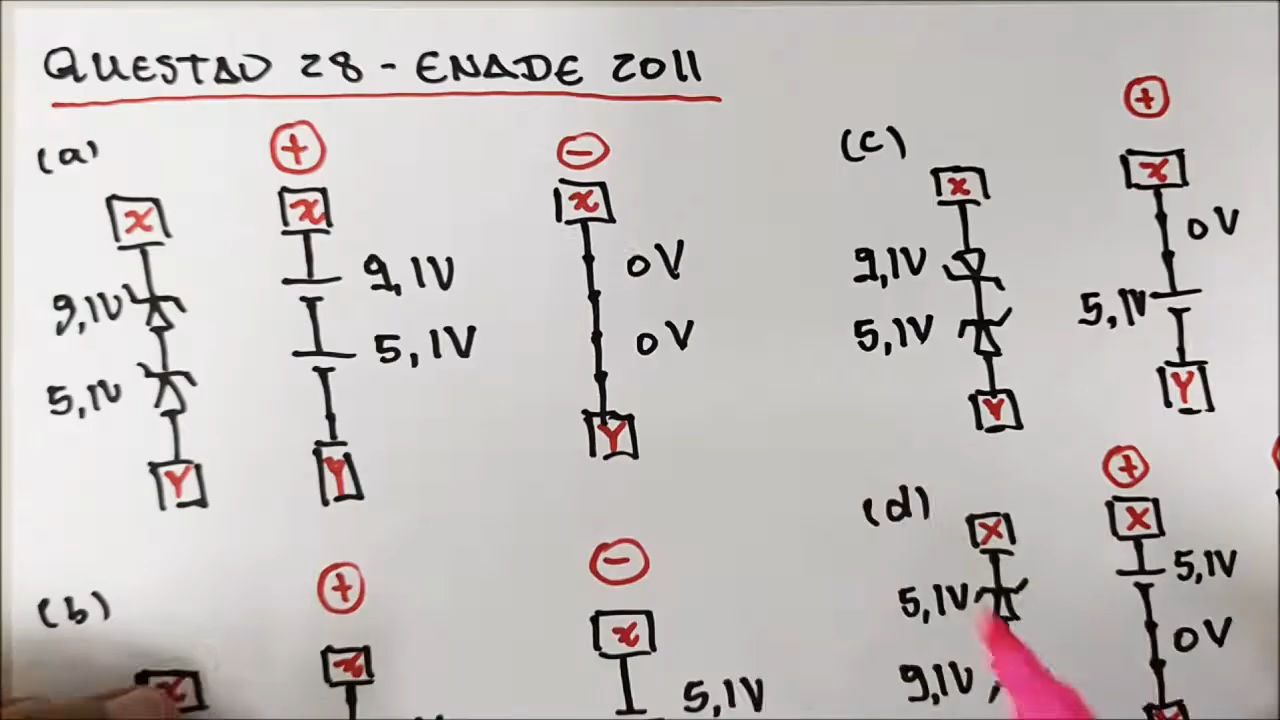 QUESTÃO 28 - ENADE 2011
(a)
+
-
x
x
x
9,1V
9,1V
0V
5,1V
5,1V
0V
Y
Y
Y
(c)
+
x
x
9,1V
0V
5,1V
5,1V
Y
Y
(b)
+
-
x
x
x
5,1V
(d)
+
x
x
5,1V
5,1V
9,1V
0V